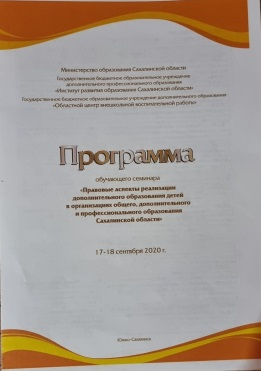 Министерство образования Сахалинской области
Государственное бюджетное образовательное учреждение
дополнительного профессионального образования
«Институт развития образования Сахалинской области»
Государственное бюджетное образовательное учреждение дополнительного образования
«Областной центр внешкольной воспитательной работы»
Программа
обучающего семинара
«Правовые аспекты реализации
дополнительного образования детей
в организациях общего, дополнительного
и профессионального образования
Сахалинской области»
17-18 сентября 2020 г.
Южно-Сахалинск